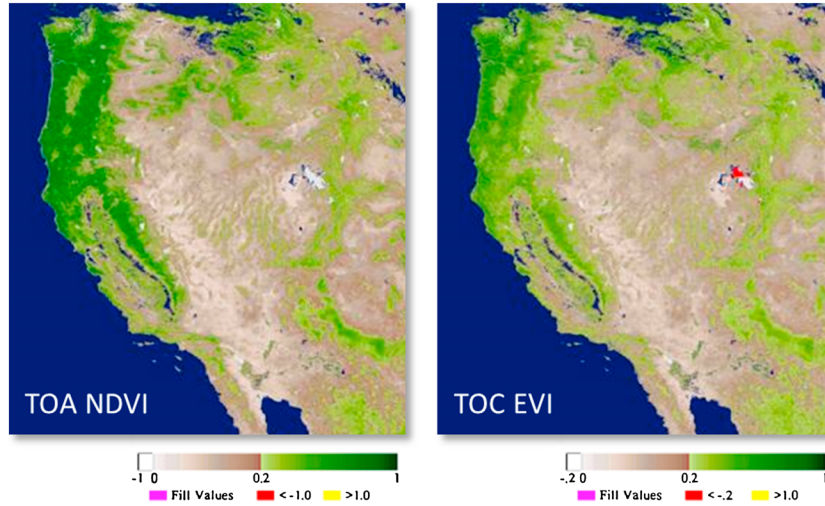 TOA NDVI
TOC EVI
-1 0 0.2 1
Fill Values < -1.0 >1.0
-.2 0 0.2 1
Fill Values < -.2 >1.0